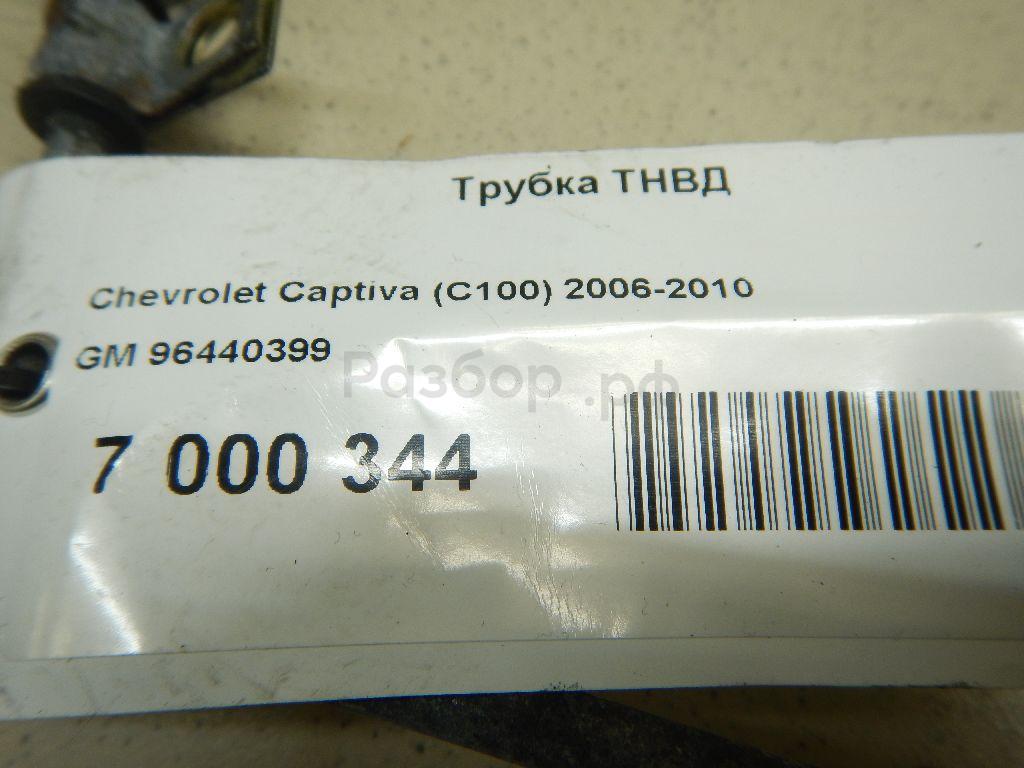 Трубка ТНВД
Chevrolet Captiva (C100) 2006-2010
GM 96440399
Разбор.рф
7 000 344